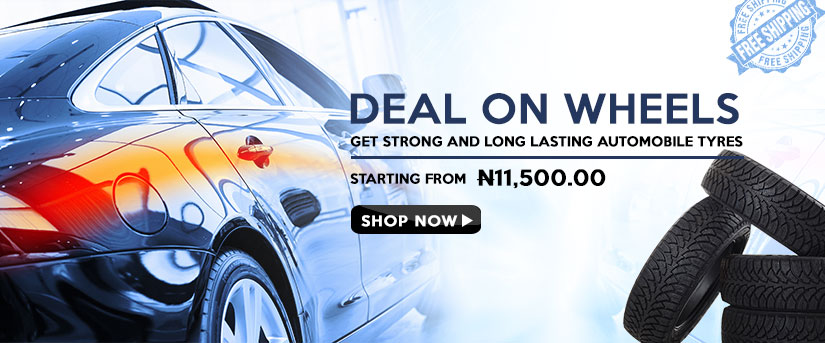 FREE SHIPPING
FREE SHIPPING
FREE SHIPPING
DEAL ON WHEELS
GET STRONG AND LONG LASTING AUTOMOBILE TYRES
STARTING FROM ₦11,500.00
SHOP NOW